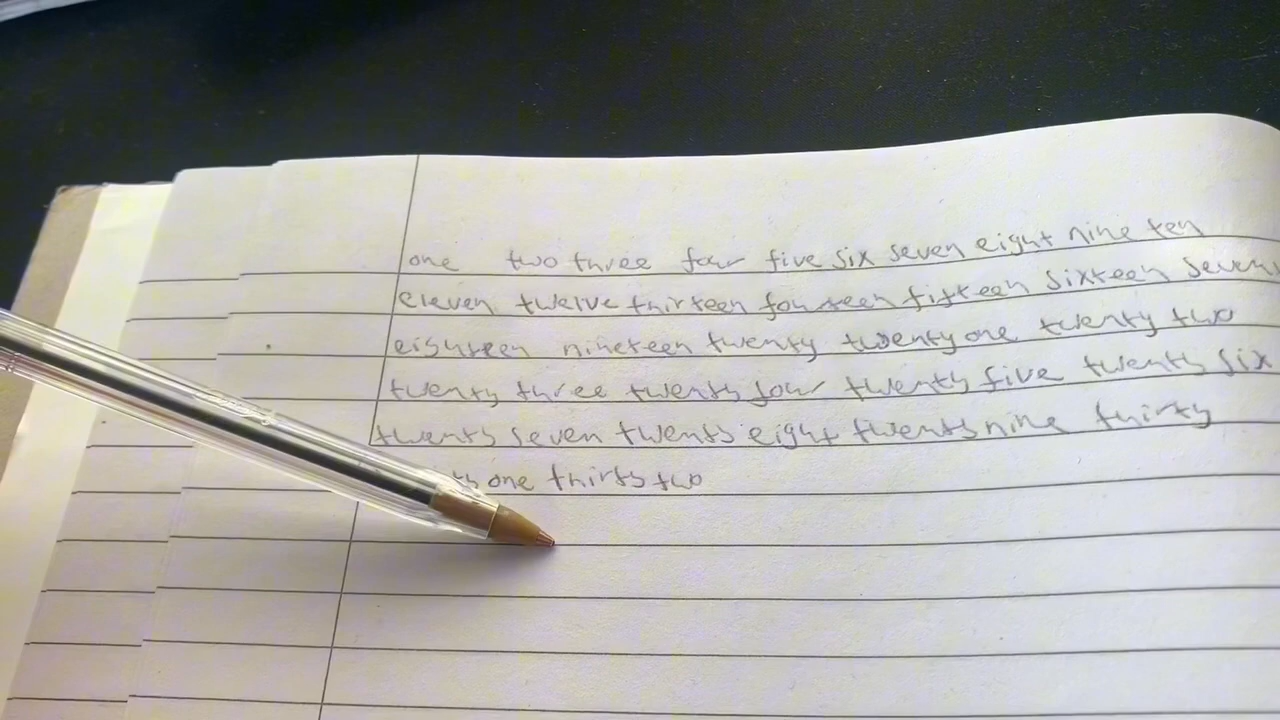 one two three four five six seven eight nine ten
eleven twelve thirteen fourteen fifteen sixteen
eighteen nineteen twenty twenty one twenty two
twenty three twenty four twenty five twenty six
twenty seven twenty eight twenty nine thirty
one thirty two